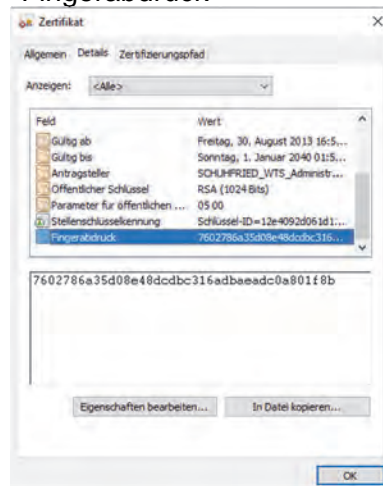 Fingerabdruck
Zertifikat
Allgemein Details Zertifizierungspfad
Anzeigen: <Alle>
Feld Wert
Gültig ab Freitag, 30. August 2013 16:5...
Gültig bis Sonntag, 1. Januar 2040 01:5...
Antragsteller SCHUHFRIED_WTS_Administr...
Öffentlicher Schlüssel RSA (1024 Bits)
Parameter für öffentlichen ... 05 00
Stellenschlüsselkennung Schlüssel-ID=12e4092d061d1...
Fingerabdruck 7602786a35d08e48dcdbc316...
7602786a35d08e48dcdbc316adbaeadc0a801f8b
Eigenschaften bearbeiten... In Datei kopieren...
OK